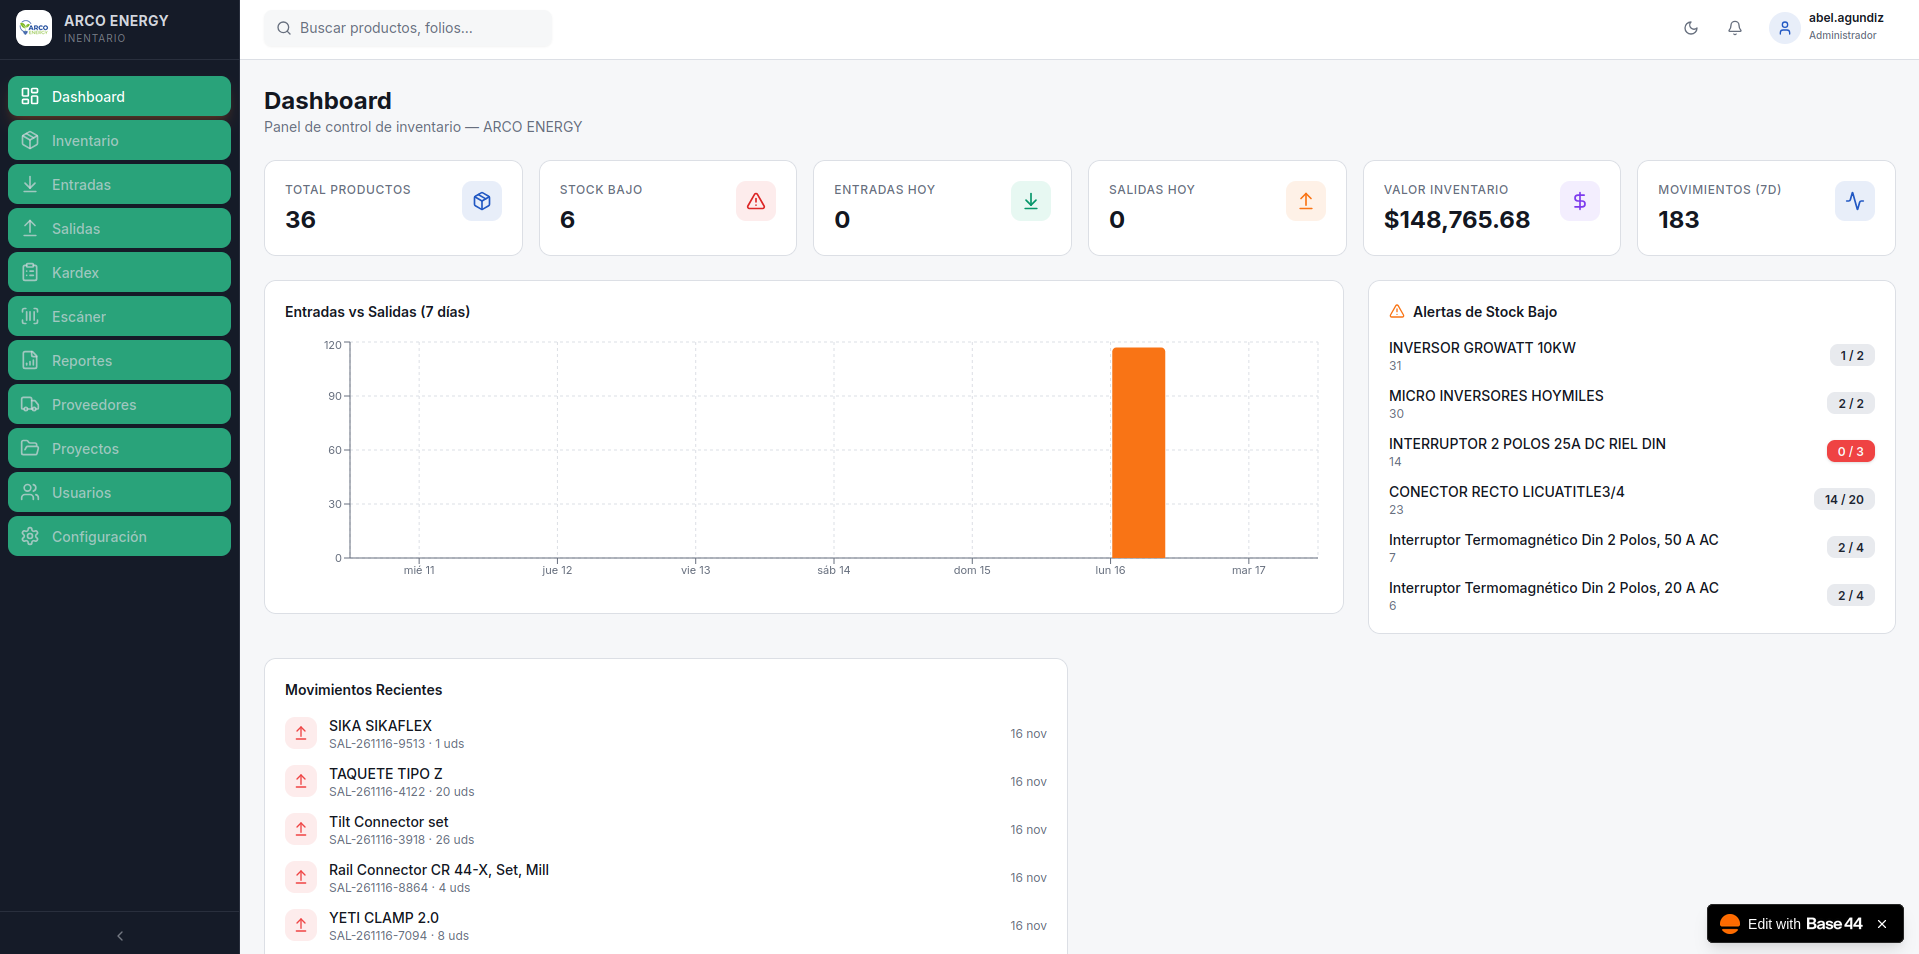 ARCO ENERGY
INENTARIO
Buscar productos, folios...
abel.agundiz
Administrador
Dashboard
Inventario
Entradas
Salidas
Kardex
Escáner
Reportes
Proveedores
Proyectos
Usuarios
Configuración
Dashboard
Panel de control de inventario — ARCO ENERGY
TOTAL PRODUCTOS
36
STOCK BAJO
6
ENTRADAS HOY
0
SALIDAS HOY
0
VALOR INVENTARIO
$148,765.68
MOVIMIENTOS (7D)
183
Entradas vs Salidas (7 días)
120
90
60
30
0
mié 11
jue 12
vie 13
sáb 14
dom 15
lun 16
mar 17
Alertas de Stock Bajo
INVERSOR GROWATT 10KW
31
1 / 2
MICRO INVERSORES HOYMILES
30
2 / 2
INTERRUPTOR 2 POLOS 25A DC RIEL DIN
14
0 / 3
CONECTOR RECTO LICUATITLE3/4
23
14 / 20
Interruptor Termomagnético Din 2 Polos, 50 A AC
7
2 / 4
Interruptor Termomagnético Din 2 Polos, 20 A AC
6
2 / 4
Movimientos Recientes
SIKA SIKAFLEX
SAL-261116-9513 · 1 uds
16 nov
TAQUETE TIPO Z
SAL-261116-4122 · 20 uds
16 nov
Tilt Connector set
SAL-261116-3918 · 26 uds
16 nov
Rail Connector CR 44-X, Set, Mill
SAL-261116-8864 · 4 uds
16 nov
YETI CLAMP 2.0
SAL-261116-7094 · 8 uds
16 nov
Edit with Base44